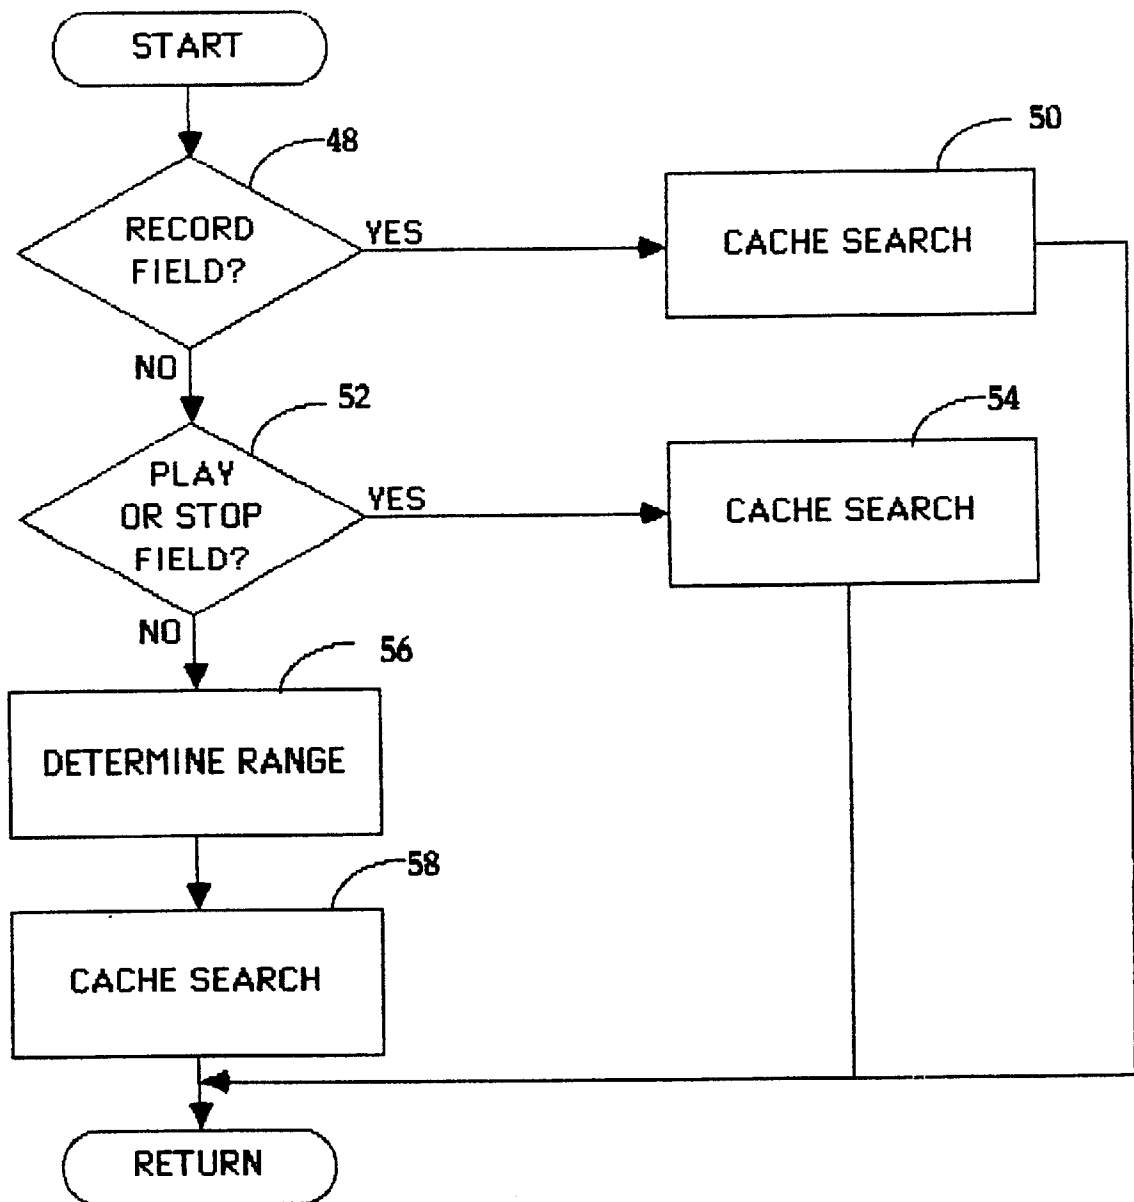 START
48
50
RECORD
FIELD?
YES
CACHE SEARCH
NO
52
54
PLAY
OR STOP
FIELD?
YES
CACHE SEARCH
NO
56
DETERMINE RANGE
58
CACHE SEARCH
RETURN